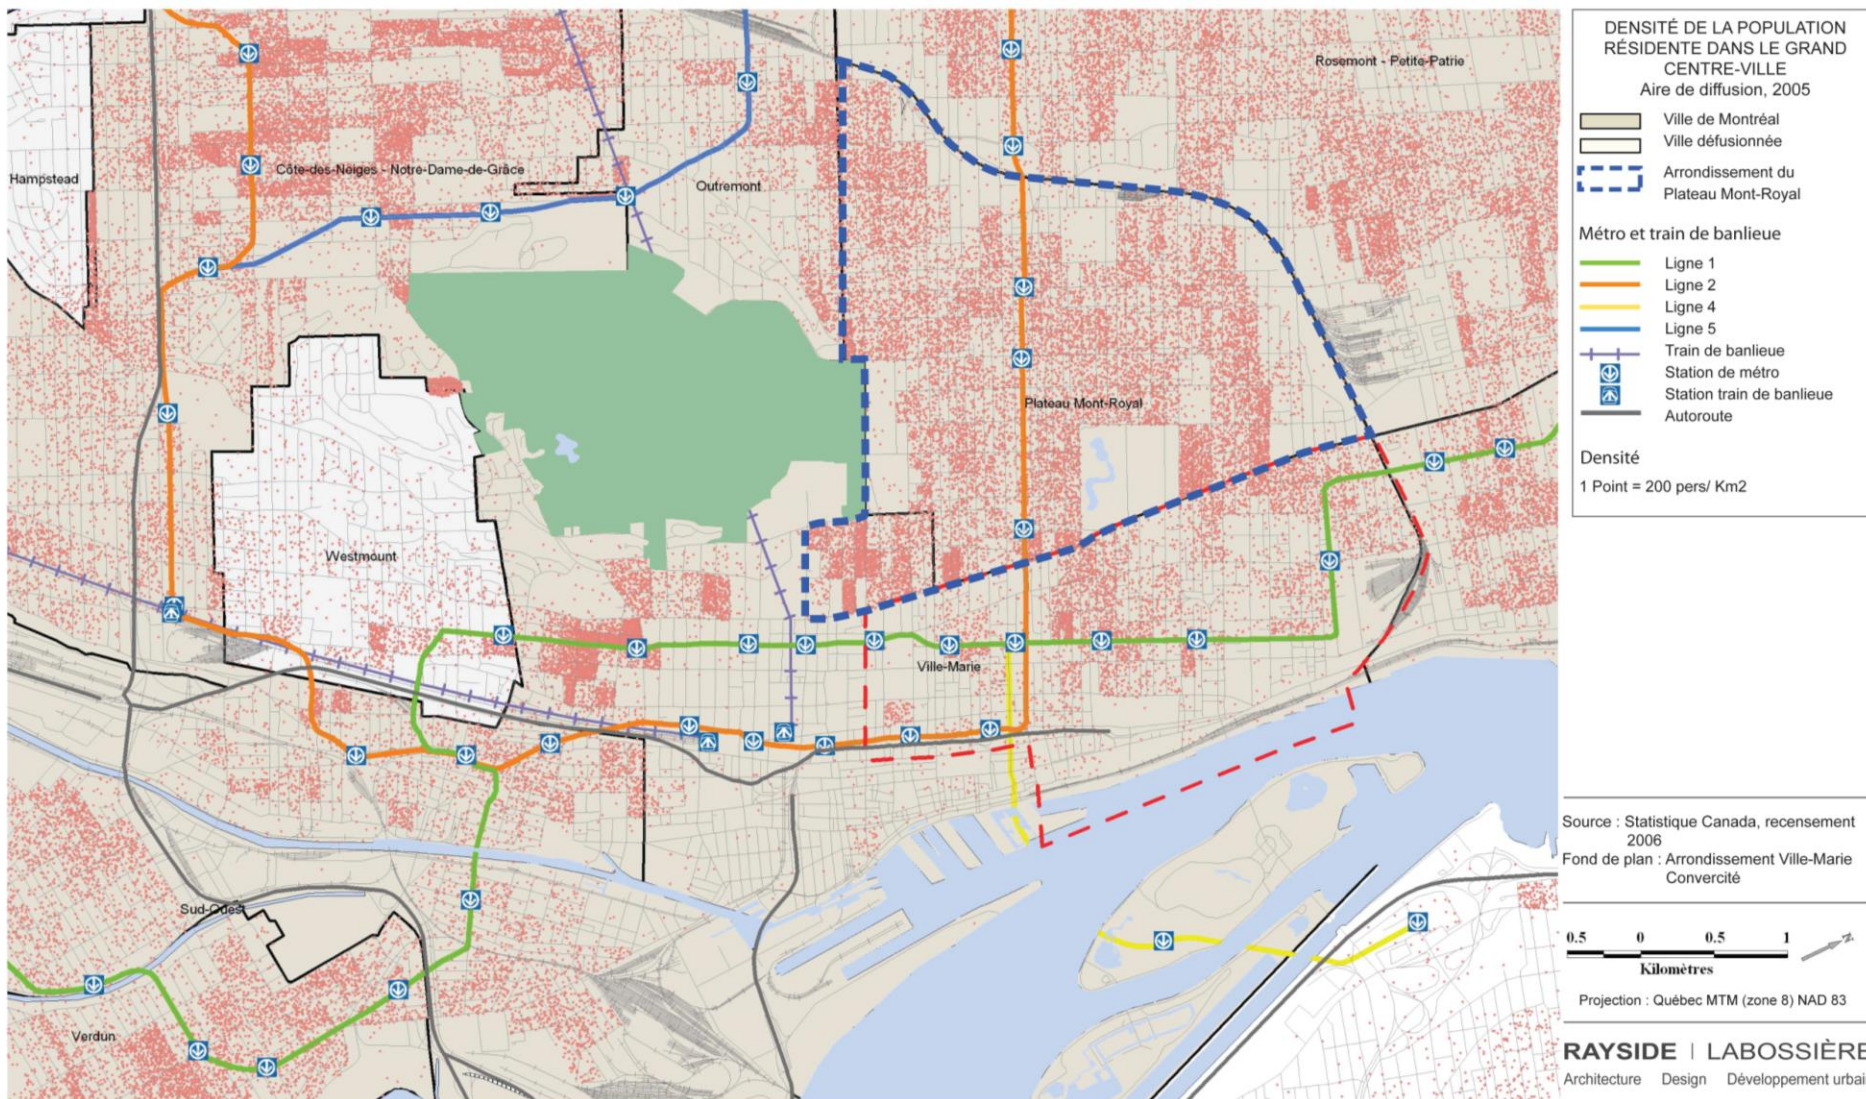 Rosemont - Petite-Patrie
Hampstead
Côte-des-Neiges - Notre-Dame-de-Grâce
Outremont
Plateau Mont-Royal
Westmount
Ville-Marie
Sud-Ouest
Verdun
DENSITÉ DE LA POPULATION
RÉSIDENTE DANS LE GRAND
CENTRE-VILLE
Aire de diffusion, 2005
Ville de Montréal
Ville défusionnée
Arrondissement du
Plateau Mont-Royal
Métro et train de banlieue
Ligne 1
Ligne 2
Ligne 4
Ligne 5
Train de banlieue
Station de métro
Station train de banlieue
Autoroute
Densité
1 Point = 200 pers/ Km2
Source : Statistique Canada, recensement
2006
Fond de plan : Arrondissement Ville-Marie
Convercité
0.5 0 0.5 1
Kilomètres
N
Projection : Québec MTM (zone 8) NAD 83
RAYSIDE | LABOSSIÈRE
Architecture Design Développement urbai